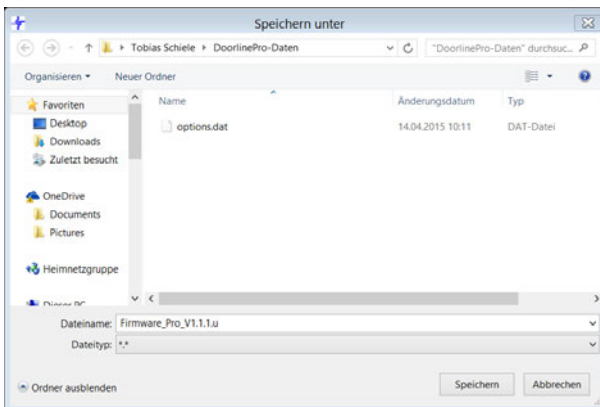 Speichern unter
Tobias Schiele ▸ DoorlinePro-Daten
"DoorlinePro-Daten" durchsuc...
Organisieren
Neuer Ordner
Favoriten
Desktop
Downloads
Zuletzt besucht
OneDrive
Documents
Pictures
Heimnetzgruppe
Dieser PC
Name
Änderungsdatum
Typ
options.dat
14.04.2015 10:11
DAT-Datei
Dateiname: Firmware_Pro_V1.1.1.u
Dateityp: *.*
Ordner ausblenden
Speichern
Abbrechen